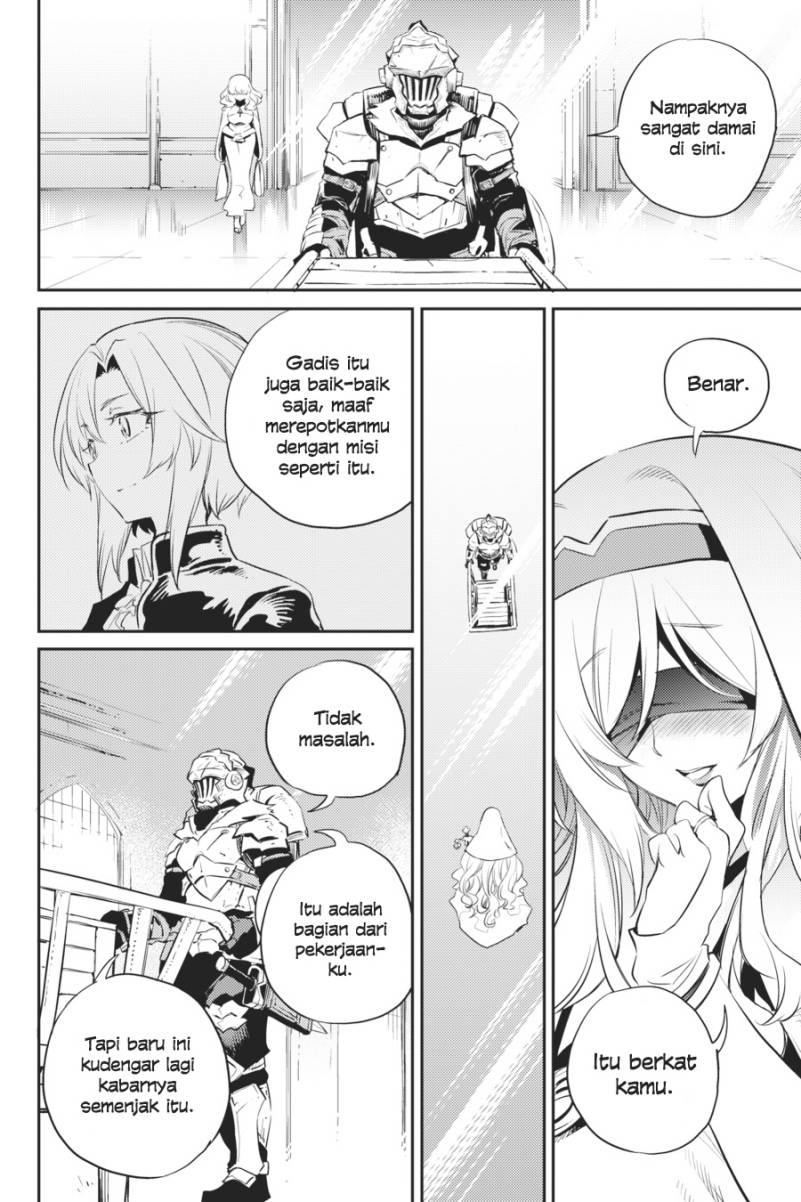 Nampaknya
sangat damai
di sini.
Benar.
Itu berkat
kamu.
Gadis itu
juga baik-baik
saja, maaf
merepotkanmu
dengan misi
seperti itu.
Tidak
masalah.
Itu adalah
bagian dari
pekerjaan-
ku.
Tapi baru ini
kudengar lagi
kabarnya
semenjak itu.